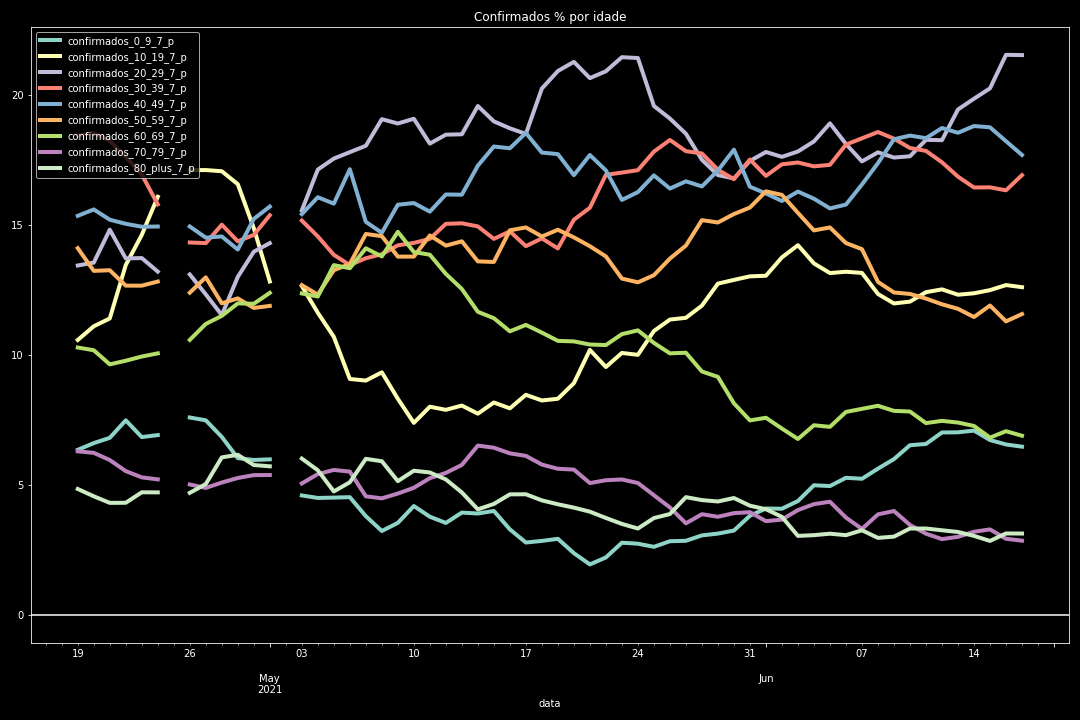 Confirmados % por idade
confirmados_0_9_7_p
confirmados_10_19_7_p
confirmados_20_29_7_p
confirmados_30_39_7_p
confirmados_40_49_7_p
confirmados_50_59_7_p
confirmados_60_69_7_p
confirmados_70_79_7_p
confirmados_80_plus_7_p
20
15
10
5
0
19 26 03 10 17 24 31 07 14
May Jun
2021
data